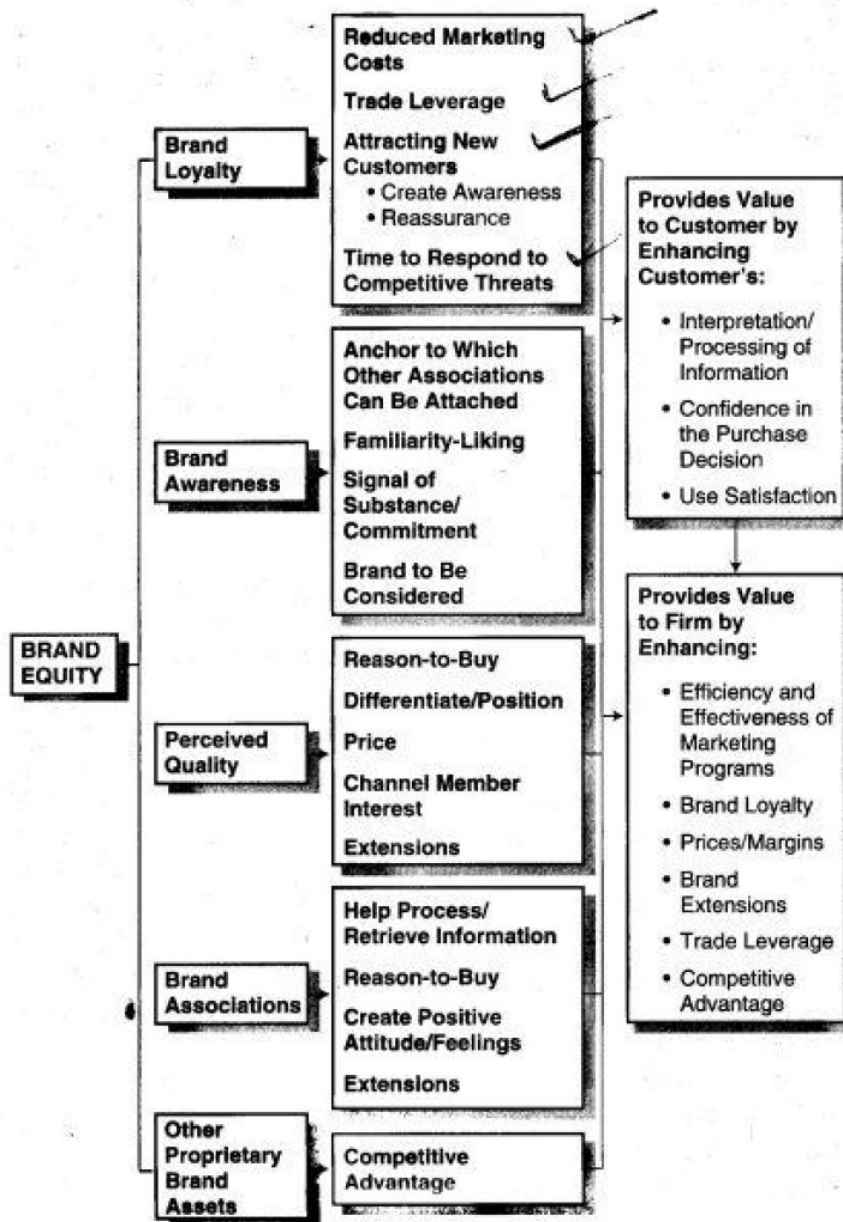 BRAND
EQUITY
Brand
Loyalty
Reduced Marketing
Costs
Trade Leverage
Attracting New
Customers
• Create Awareness
• Reassurance
Time to Respond to
Competitive Threats
Brand
Awareness
Anchor to Which
Other Associations
Can Be Attached
Familiarity-Liking
Signal of
Substance/
Commitment
Brand to Be
Considered
Perceived
Quality
Reason-to-Buy
Differentiate/Position
Price
Channel Member
Interest
Extensions
Brand
Associations
Help Process/
Retrieve Information
Reason-to-Buy
Create Positive
Attitude/Feelings
Extensions
Other
Proprietary
Brand
Assets
Competitive
Advantage
Provides Value
to Customer by
Enhancing
Customer's:
• Interpretation/
Processing of
Information
• Confidence in
the Purchase
Decision
• Use Satisfaction
Provides Value
to Firm by
Enhancing:
• Efficiency and
Effectiveness of
Marketing
Programs
• Brand Loyalty
• Prices/Margins
• Brand
Extensions
• Trade Leverage
• Competitive
Advantage